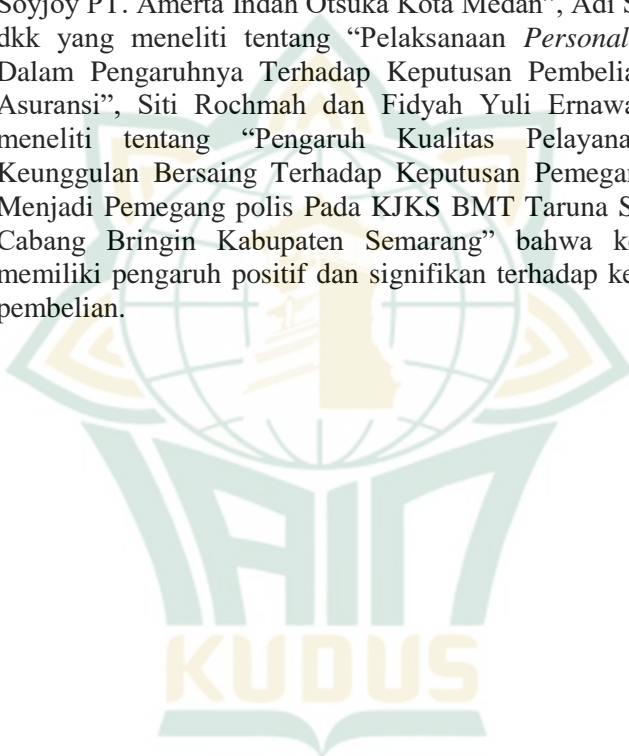 Soyjoy PT. Amerta Indah Otsuka Kota Medan”, Adi S
dkk yang meneliti tentang “Pelaksanaan Personal
Dalam Pengaruhnya Terhadap Keputusan Pembelia
Asuransi”, Siti Rochmah dan Fidyah Yuli Ernawa
meneliti tentang “Pengaruh Kualitas Pelayana
Keunggulan Bersaing Terhadap Keputusan Pemegan
Menjadi Pemegang polis Pada KJKS BMT Taruna S
Cabang Bringin Kabupaten Semarang” bahwa ke
memiliki pengaruh positif dan signifikan terhadap ke
pembelian.
IAIN
KUDUS